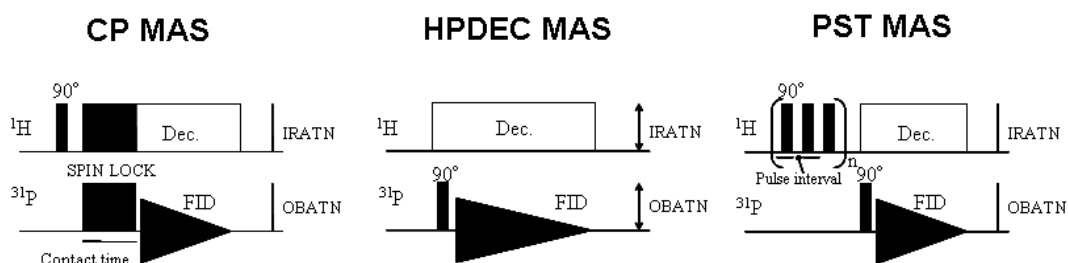 CP MAS
90°
¹H
Dec.
IRATN
SPIN LOCK
³¹P
FID
OBATN
Contact time
HPDEC MAS
¹H
Dec.
IRATN
90°
³¹P
FID
OBATN
PST MAS
90°
¹H
Dec.
IRATN
n
Pulse interval
90°
³¹P
FID
OBATN